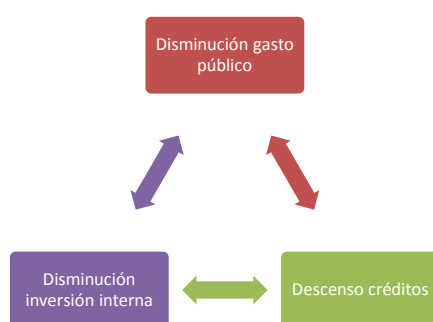 Disminución gasto
público
Disminución
inversión interna
Descenso créditos